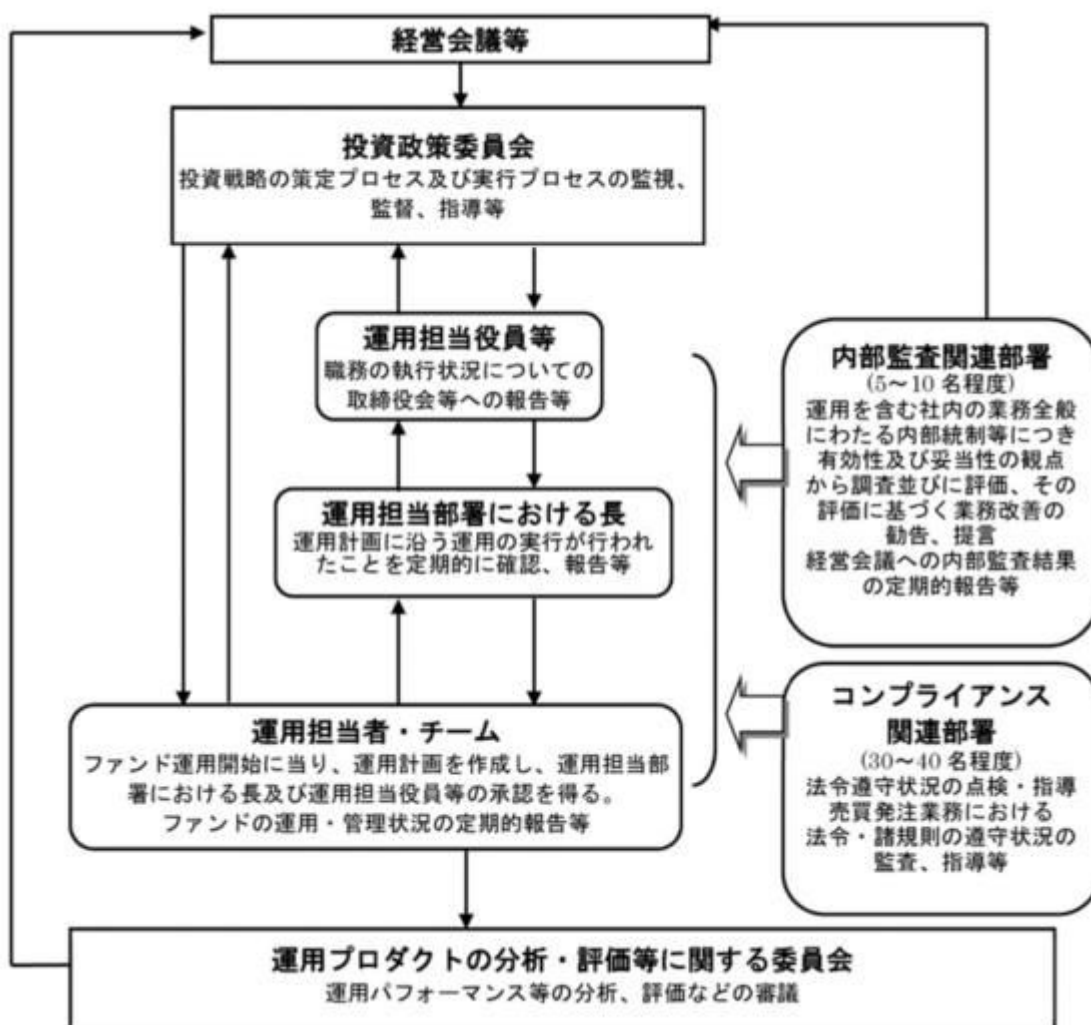 経営会議等
投資政策委員会
投資戦略の策定プロセス及び実行プロセスの監視、
監督、指導等
運用担当役員等
職務の執行状況についての
取締役会等への報告等
運用担当部署における長
運用計画に沿う運用の実行が行われ
たことを定期的に確認、報告等
運用担当者・チーム
ファンド運用開始に当り、運用計画を作成し、運用担当部
署における長及び運用担当役員等の承認を得る。
ファンドの運用・管理状況の定期的報告等
内部監査関連部署
(5～10 名程度)
運用を含む社内の業務全般
にわたる内部統制等につき
有効性及び妥当性の観点
から調査並びに評価、その
評価に基づく業務改善の
勧告、提言
経営会議への内部監査結果
の定期的報告等
コンプライアンス
関連部署
(30～40 名程度)
法令遵守状況の点検・指導
売買発注業務における
法令・諸規則の遵守状況の
監査、指導等
運用プロダクトの分析・評価等に関する委員会
運用パフォーマンス等の分析、評価などの審議